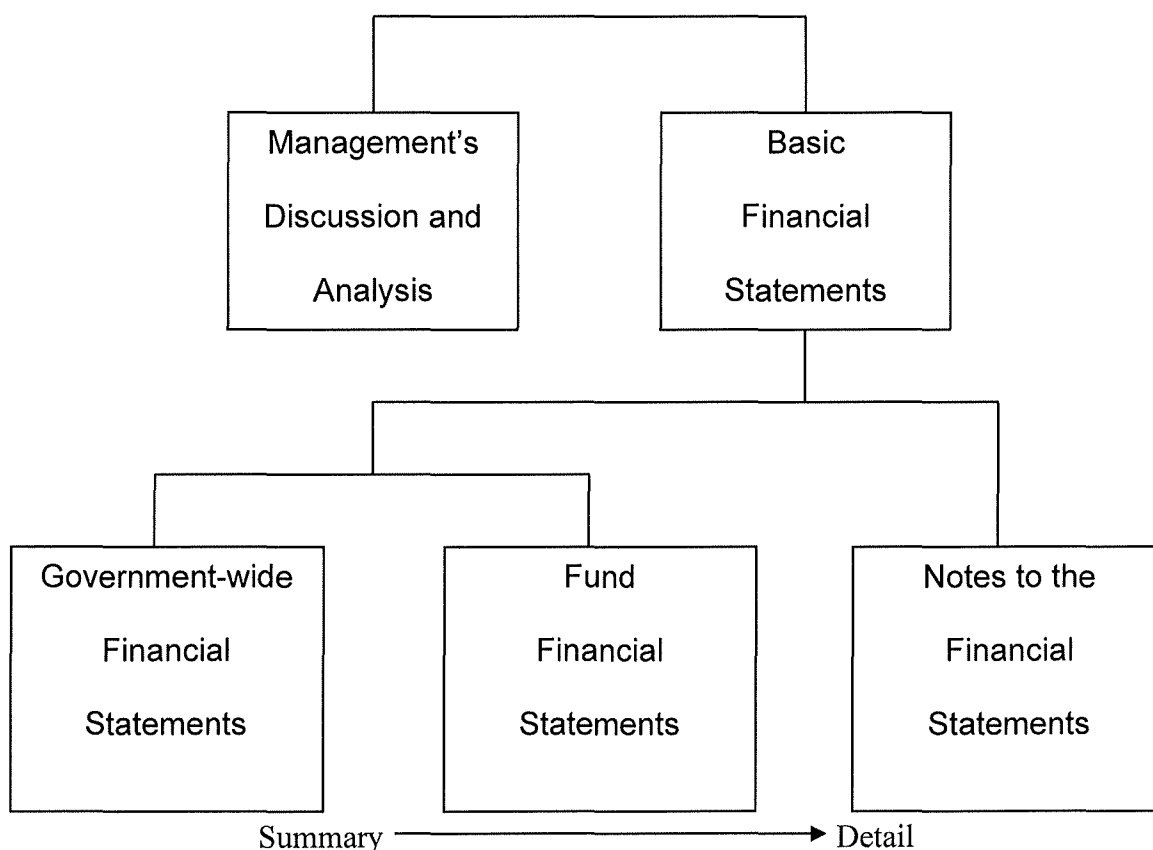 Management’s
Discussion and
Analysis
Basic
Financial
Statements
Government-wide
Financial
Statements
Fund
Financial
Statements
Notes to the
Financial
Statements
Summary
Detail